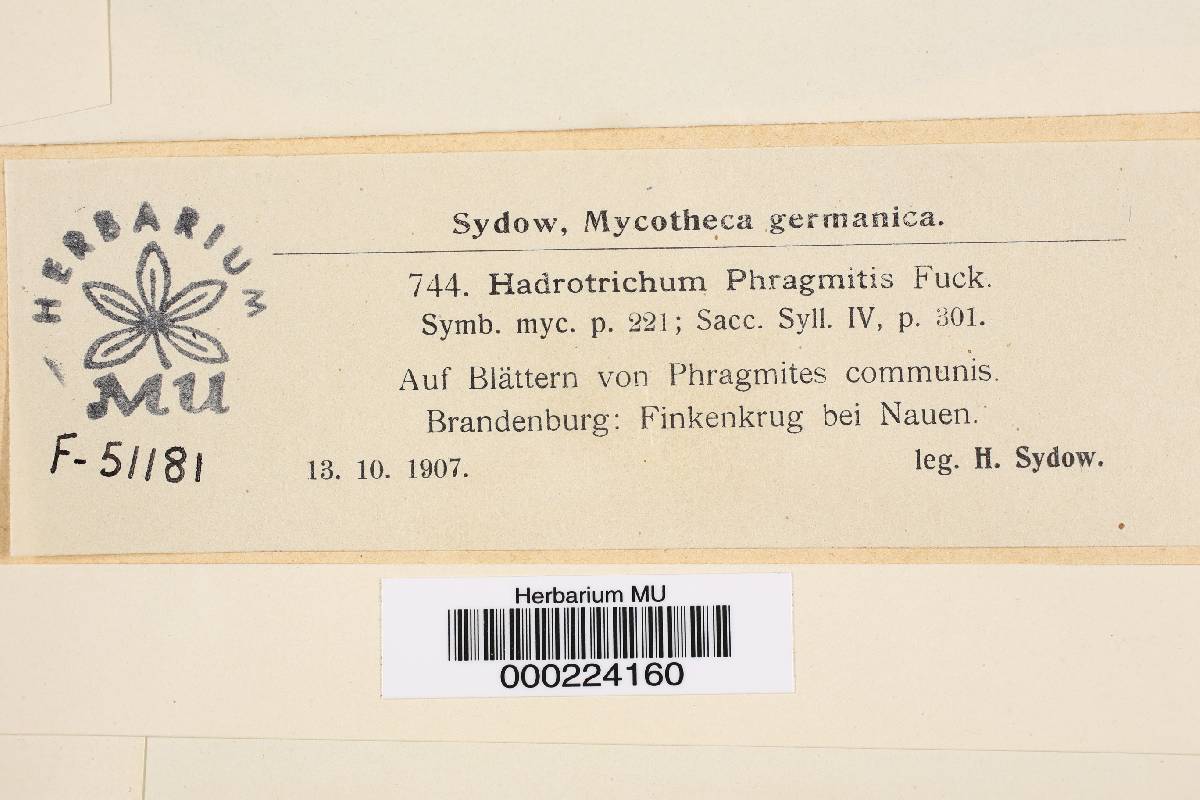 HERBARIUM
MU
F-51181
Sydow, Mycotheca germanica.
744. Hadrotrichum Phragmitis Fuck.
Symb. myc. p. 221; Sacc. Syll. IV, p. 301.
Auf Blättern von Phragmites communis.
Brandenburg: Finkenkrug bei Nauen.
13. 10. 1907.
leg. H. Sydow.
Herbarium MU
000224160